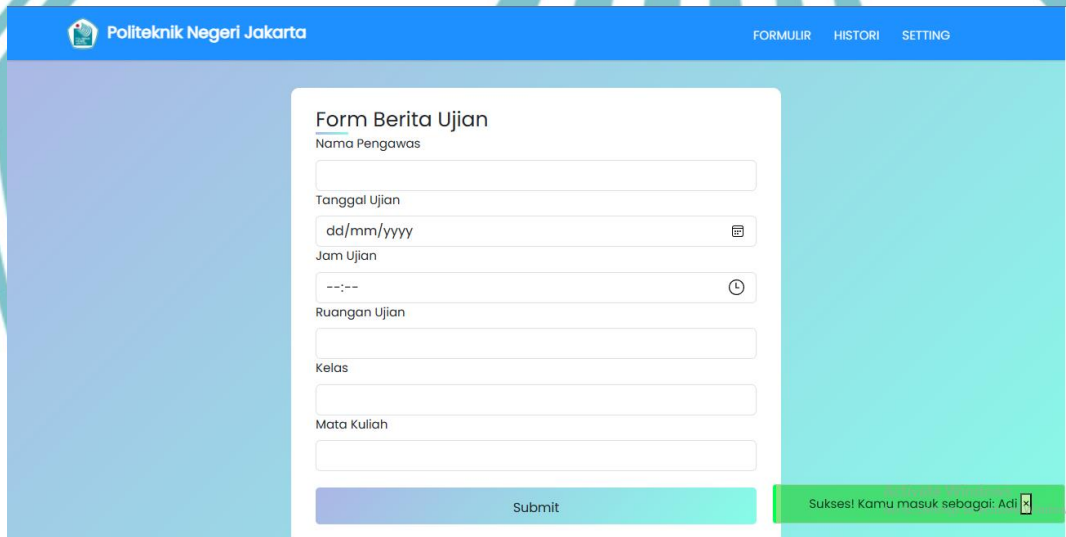 Politeknik Negeri Jakarta
FORMULIR HISTORI SETTING
Form Berita Ujian
Nama Pengawas
Tanggal Ujian
dd/mm/yyyy
Jam Ujian
--:--
Ruangan Ujian
Kelas
Mata Kuliah
Submit
Sukses! Kamu masuk sebagai: Adi ×